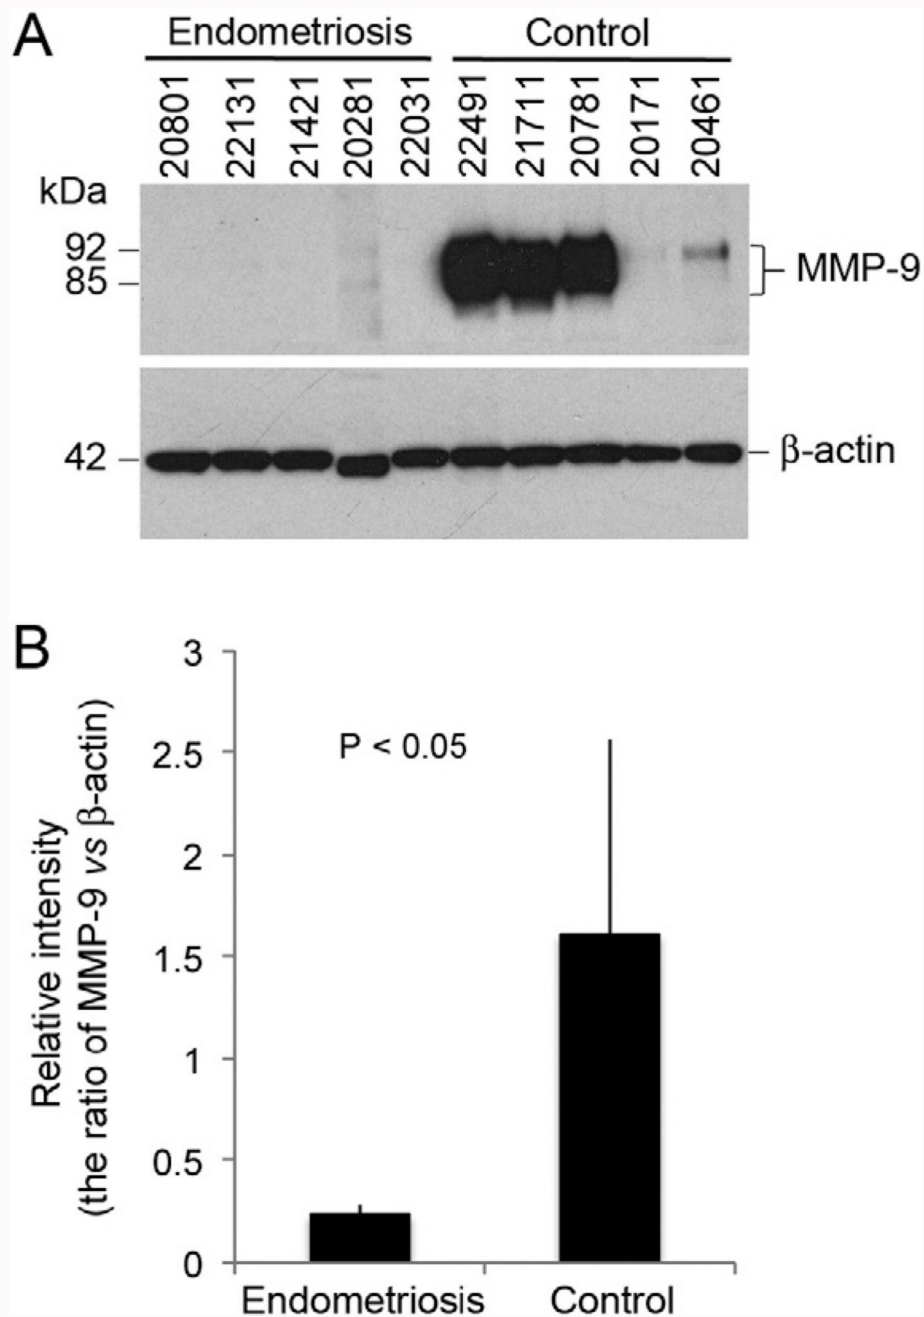 A
Endometriosis Control
20801 22131 21421 20281 22031 22491 21711 20781 20171 20461
kDa
92
85
MMP-9
42
β-actin
B
Relative intensity
(the ratio of MMP-9 vs β-actin)
3
2.5
2
1.5
1
0.5
0
P < 0.05
Endometriosis Control